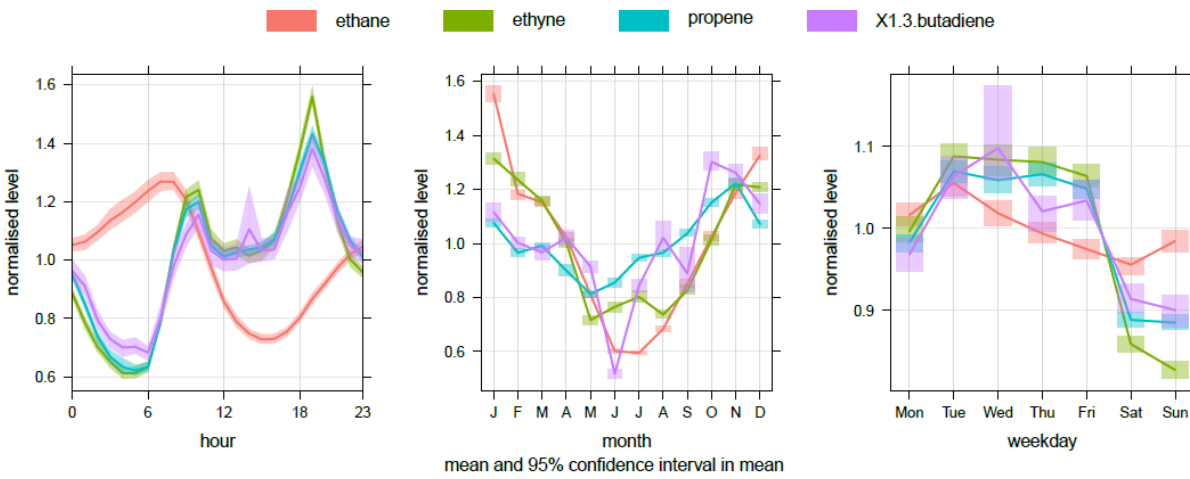 ethane ethyne propene X1.3.butadiene
normalised level
1.6
1.4
1.2
1.0
0.8
0.6
0 6 12 18 23
hour
normalised level
1.6
1.4
1.2
1.0
0.8
0.6
J F M A M J J A S O N D
month
normalised level
1.1
1.0
0.9
Mon Tue Wed Thu Fri Sat Sun
weekday
mean and 95% confidence interval in mean